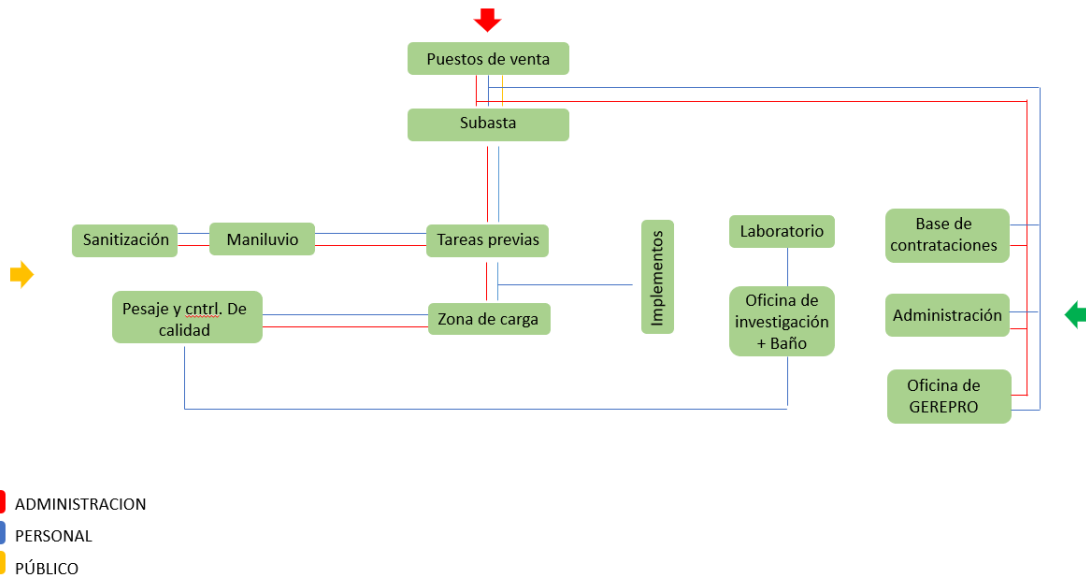 Puestos de venta
Subasta
Sanitización
Maniluvio
Tareas previas
Implementos
Laboratorio
Base de
contrataciones
Pesaje y cntrl. De
calidad
Zona de carga
Oficina de
investigación
+ Baño
Administración
Oficina de
GEREPRO
ADMINISTRACION
PERSONAL
PÚBLICO